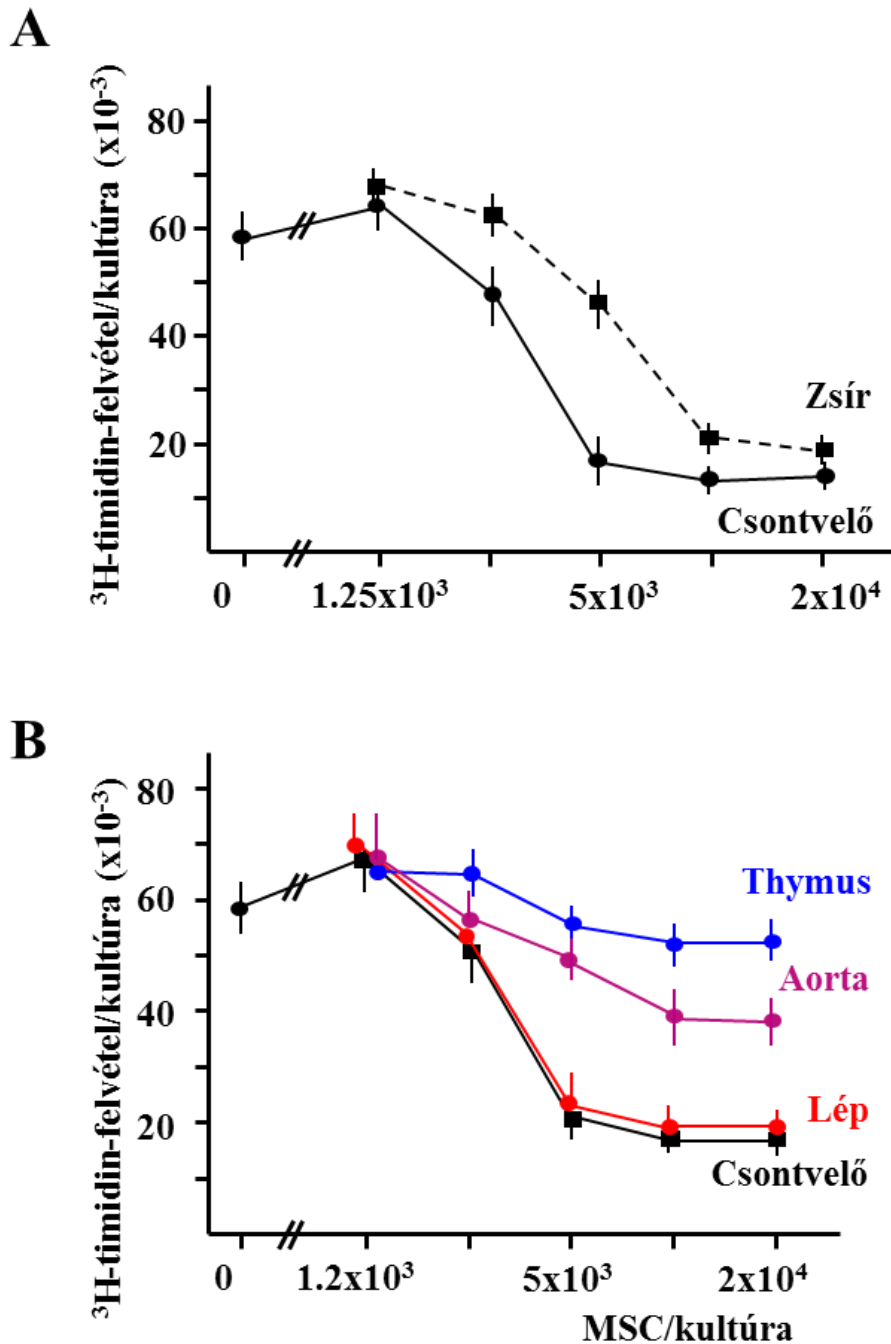 A
³H-timidin-felvétel/kultúra (x10⁻³)
80
60
40
20
Zsír
Csontvelő
0 1.25x10³ 5x10³ 2x10⁴
B
³H-timidin-felvétel/kultúra (x10⁻³)
80
60
40
20
Thymus
Aorta
Lép
Csontvelő
0 1.2x10³ 5x10³ 2x10⁴
MSC/kultúra